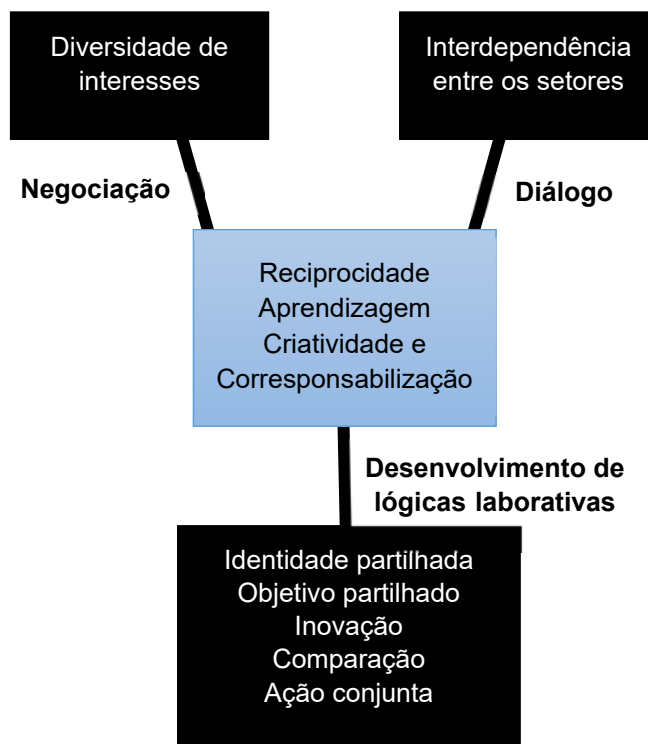 Diversidade de
interesses
Interdependência
entre os setores
Negociação
Diálogo
Reciprocidade
Aprendizagem
Criatividade e
Corresponsabilização
Desenvolvimento de
lógicas laborativas
Identidade partilhada
Objetivo partilhado
Inovação
Comparação
Ação conjunta